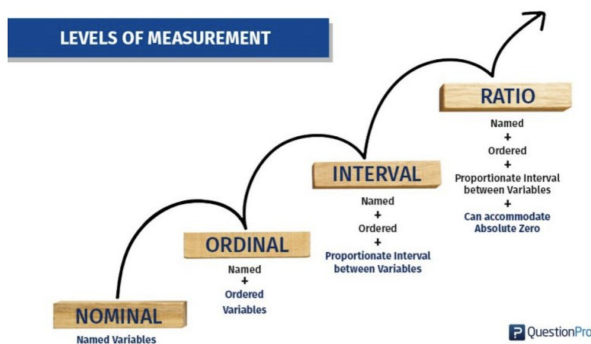 LEVELS OF MEASUREMENT
RATIO
Named
+
Ordered
+
Proportionate Interval
between Variables
+
Can accommodate
Absolute Zero
INTERVAL
Named
+
Ordered
+
Proportionate Interval
between Variables
ORDINAL
Named
+
Ordered
Variables
NOMINAL
Named Variables
QuestionPro